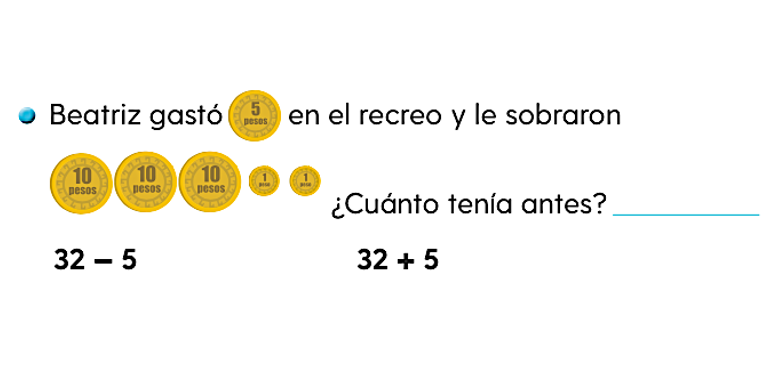 Beatriz gastó 5 pesos en el recreo y le sobraron
10 pesos 10 pesos 10 pesos 1 peso 1 peso ¿Cuánto tenía antes? 
32 – 5 32 + 5